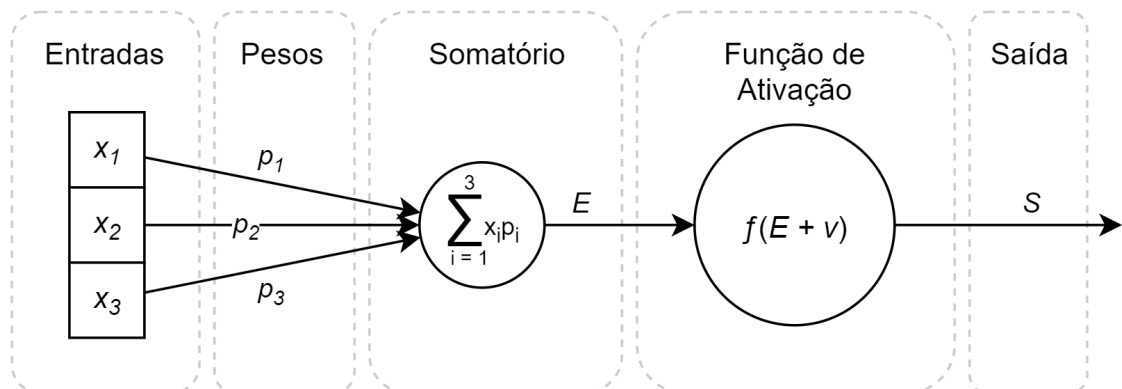 Entradas
Pesos
Somatório
Função de
Ativação
Saída
x1
x2
x3
p1
p2
p3
3
∑ xipi
i = 1
E
f(E + v)
S